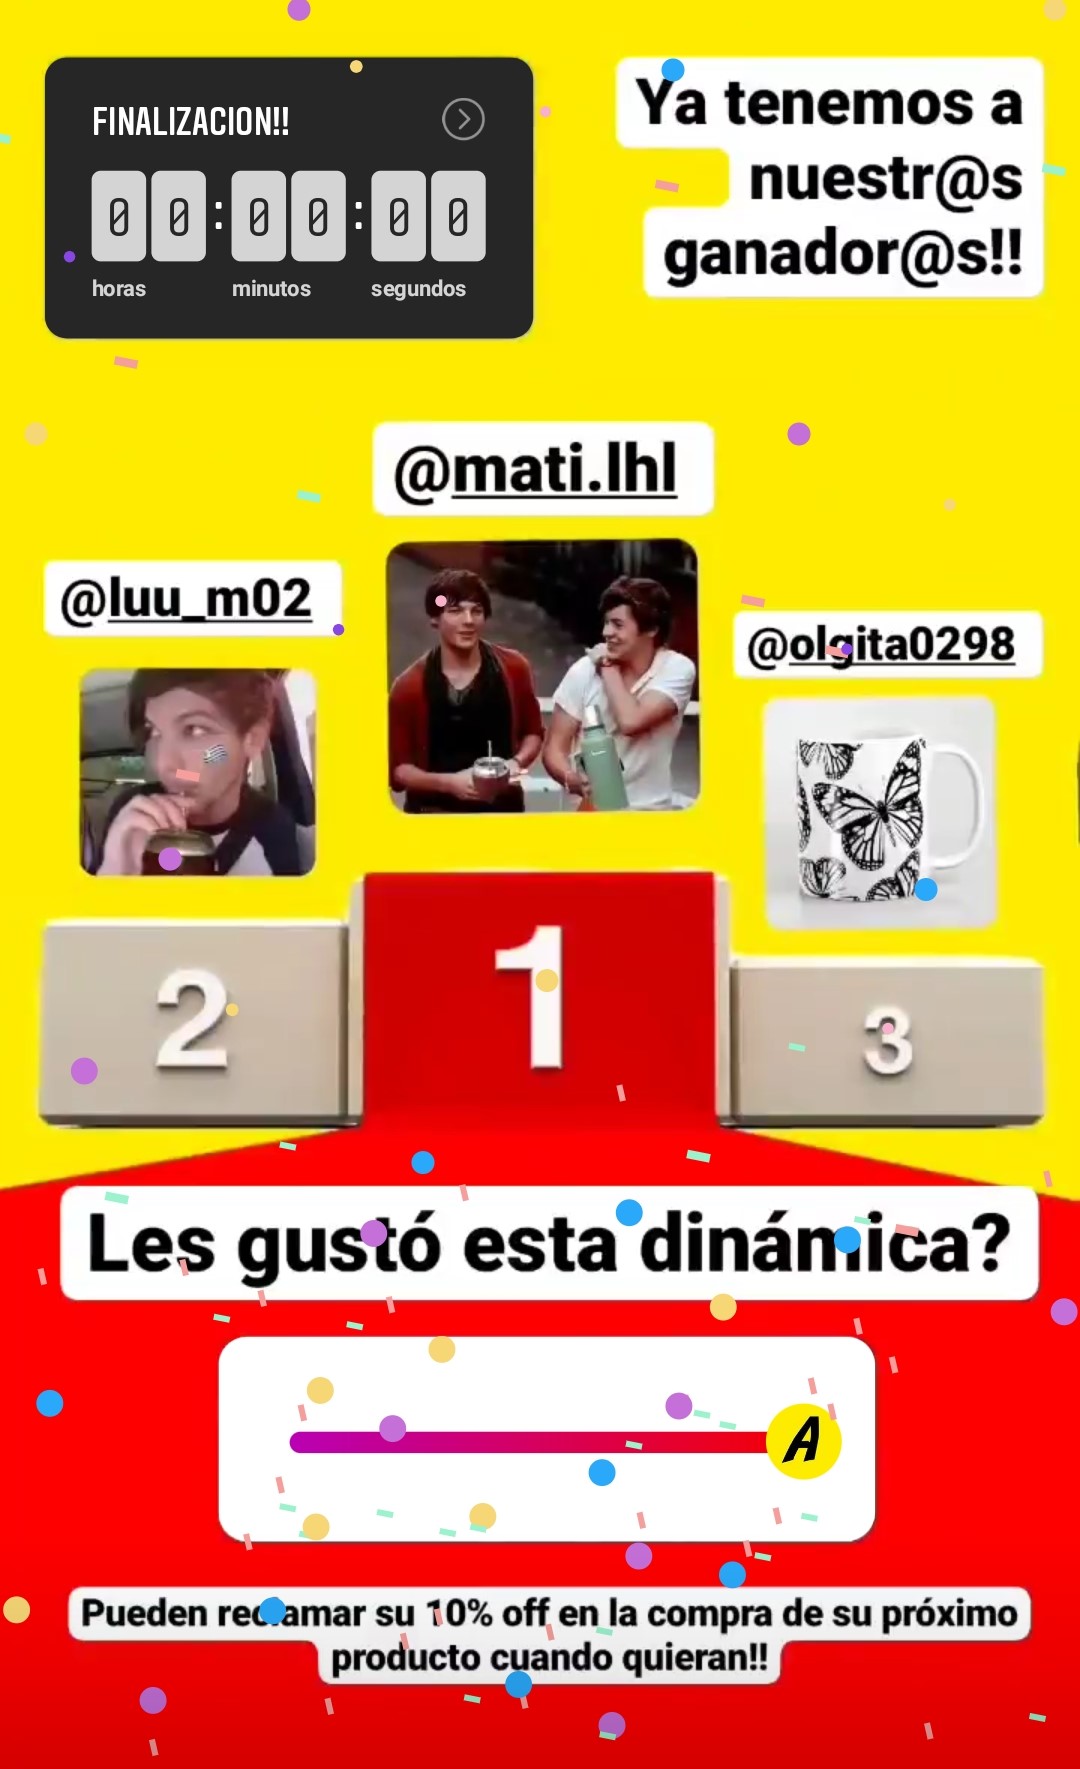 FINALIZACION!!
00:00:00
horas minutos segundos
Ya tenemos a
nuestr@s
ganador@s!!
@mati.lhl
@luu_m02
@olgita0298
2
1
3
Les gustó esta dinámica?
A
Pueden reclamar su 10% off en la compra de su próximo
producto cuando quieran!!